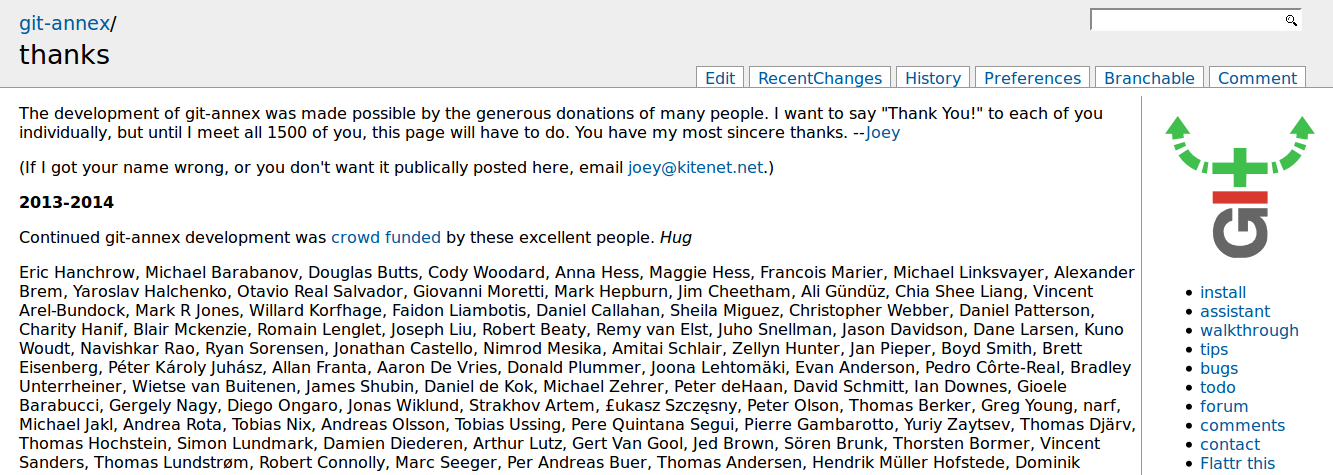 git-annex/
thanks
Edit
RecentChanges
History
Preferences
Branchable
Comment
The development of git-annex was made possible by the generous donations of many people. I want to say "Thank You!" to each of you
individually, but until I meet all 1500 of you, this page will have to do. You have my most sincere thanks. --Joey
(If I got your name wrong, or you don't want it publically posted here, email joey@kitenet.net.)
2013-2014
Continued git-annex development was crowd funded by these excellent people. Hug
Eric Hanchrow, Michael Barabanov, Douglas Butts, Cody Woodard, Anna Hess, Maggie Hess, Francois Marier, Michael Linksvayer, Alexander
Brem, Yaroslav Halchenko, Otavio Real Salvador, Giovanni Moretti, Mark Hepburn, Jim Cheetham, Ali Gündüz, Chia Shee Liang, Vincent
Arel-Bundock, Mark R Jones, Willard Korfhage, Faidon Liambotis, Daniel Callahan, Sheila Miguez, Christopher Webber, Daniel Patterson,
Charity Hanif, Blair Mckenzie, Romain Lenglet, Joseph Liu, Robert Beaty, Remy van Elst, Juho Snellman, Jason Davidson, Dane Larsen, Kuno
Woudt, Navishkar Rao, Ryan Sorensen, Jonathan Castello, Nimrod Mesika, Amitai Schlair, Zellyn Hunter, Jan Pieper, Boyd Smith, Brett
Eisenberg, Péter Károly Juhász, Allan Franta, Aaron De Vries, Donald Plummer, Joona Lehtomäki, Evan Anderson, Pedro Côrte-Real, Bradley
Unterrheiner, Wietse van Buitenen, James Shubin, Daniel de Kok, Michael Zehrer, Peter deHaan, David Schmitt, Ian Downes, Gioele
Barabucci, Gergely Nagy, Diego Ongaro, Jonas Wiklund, Strakhov Artem, £ukasz Szczęsny, Peter Olson, Thomas Berker, Greg Young, narf,
Michael Jakl, Andrea Rota, Tobias Nix, Andreas Olsson, Tobias Ussing, Pere Quintana Segui, Pierre Gambarotto, Yuriy Zaytsev, Thomas Djärv,
Thomas Hochstein, Simon Lundmark, Damien Diederen, Arthur Lutz, Gert Van Gool, Jed Brown, Sören Brunk, Thorsten Bormer, Vincent
Sanders, Thomas Lundstrøm, Robert Connolly, Marc Seeger, Per Andreas Buer, Thomas Andersen, Hendrik Müller Hofstede, Dominik
GIT
install
assistant
walkthrough
tips
bugs
todo
forum
comments
contact
Flattr this